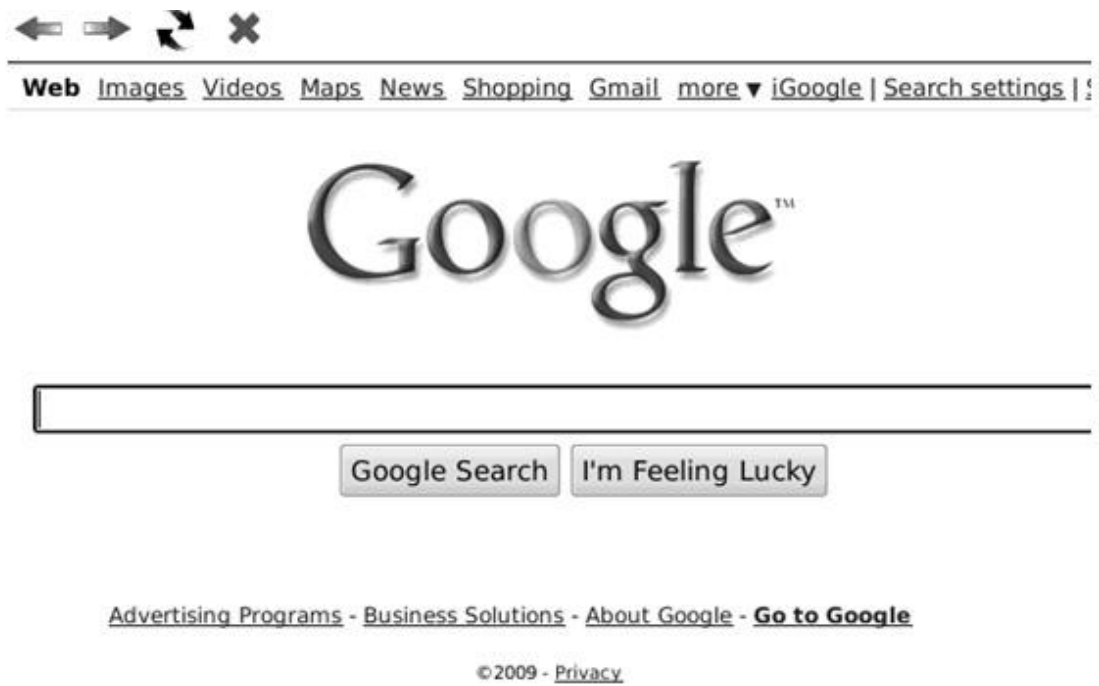 Web Images Videos Maps News Shopping Gmail more ▼ iGoogle | Search settings |
Google™
Google Search I'm Feeling Lucky
Advertising Programs - Business Solutions - About Google - Go to Google
©2009 - Privacy